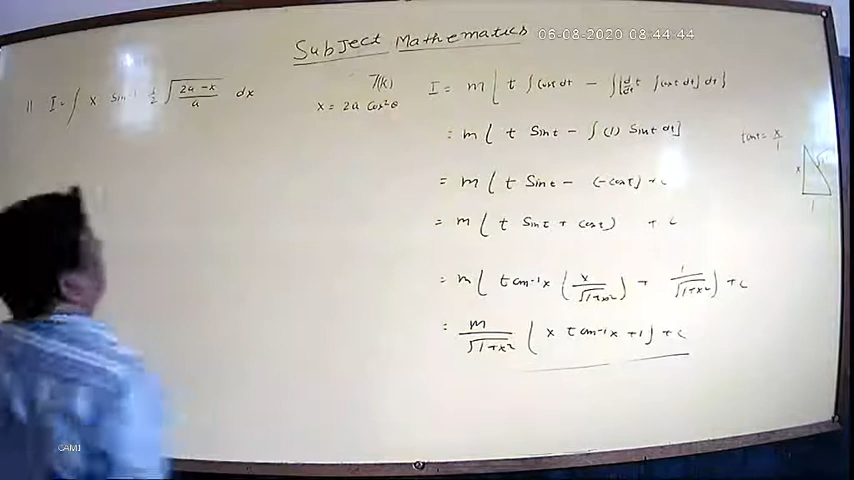 Subject Mathematics
06-08-2020 08:44:44
11 I = ∫ x Sin⁻¹ 1/2 √(2a-x / a) dx
7(k)
x = 2a Cos²θ
I = m [ t ∫ Cost dt - ∫{d/dt t ∫cost dt} dt }
= m [ t Sint - ∫ (1) Sint dt]
= m [ t Sint - (-cost) + c
= m [ t Sint + cost) + c
= m [ tan⁻¹x (x / √1+x²) + 1 / √1+x² ) + c
= m / √1+x² [ x tan⁻¹x + 1 ] + c
tant = x / 1
x
1
CAM1